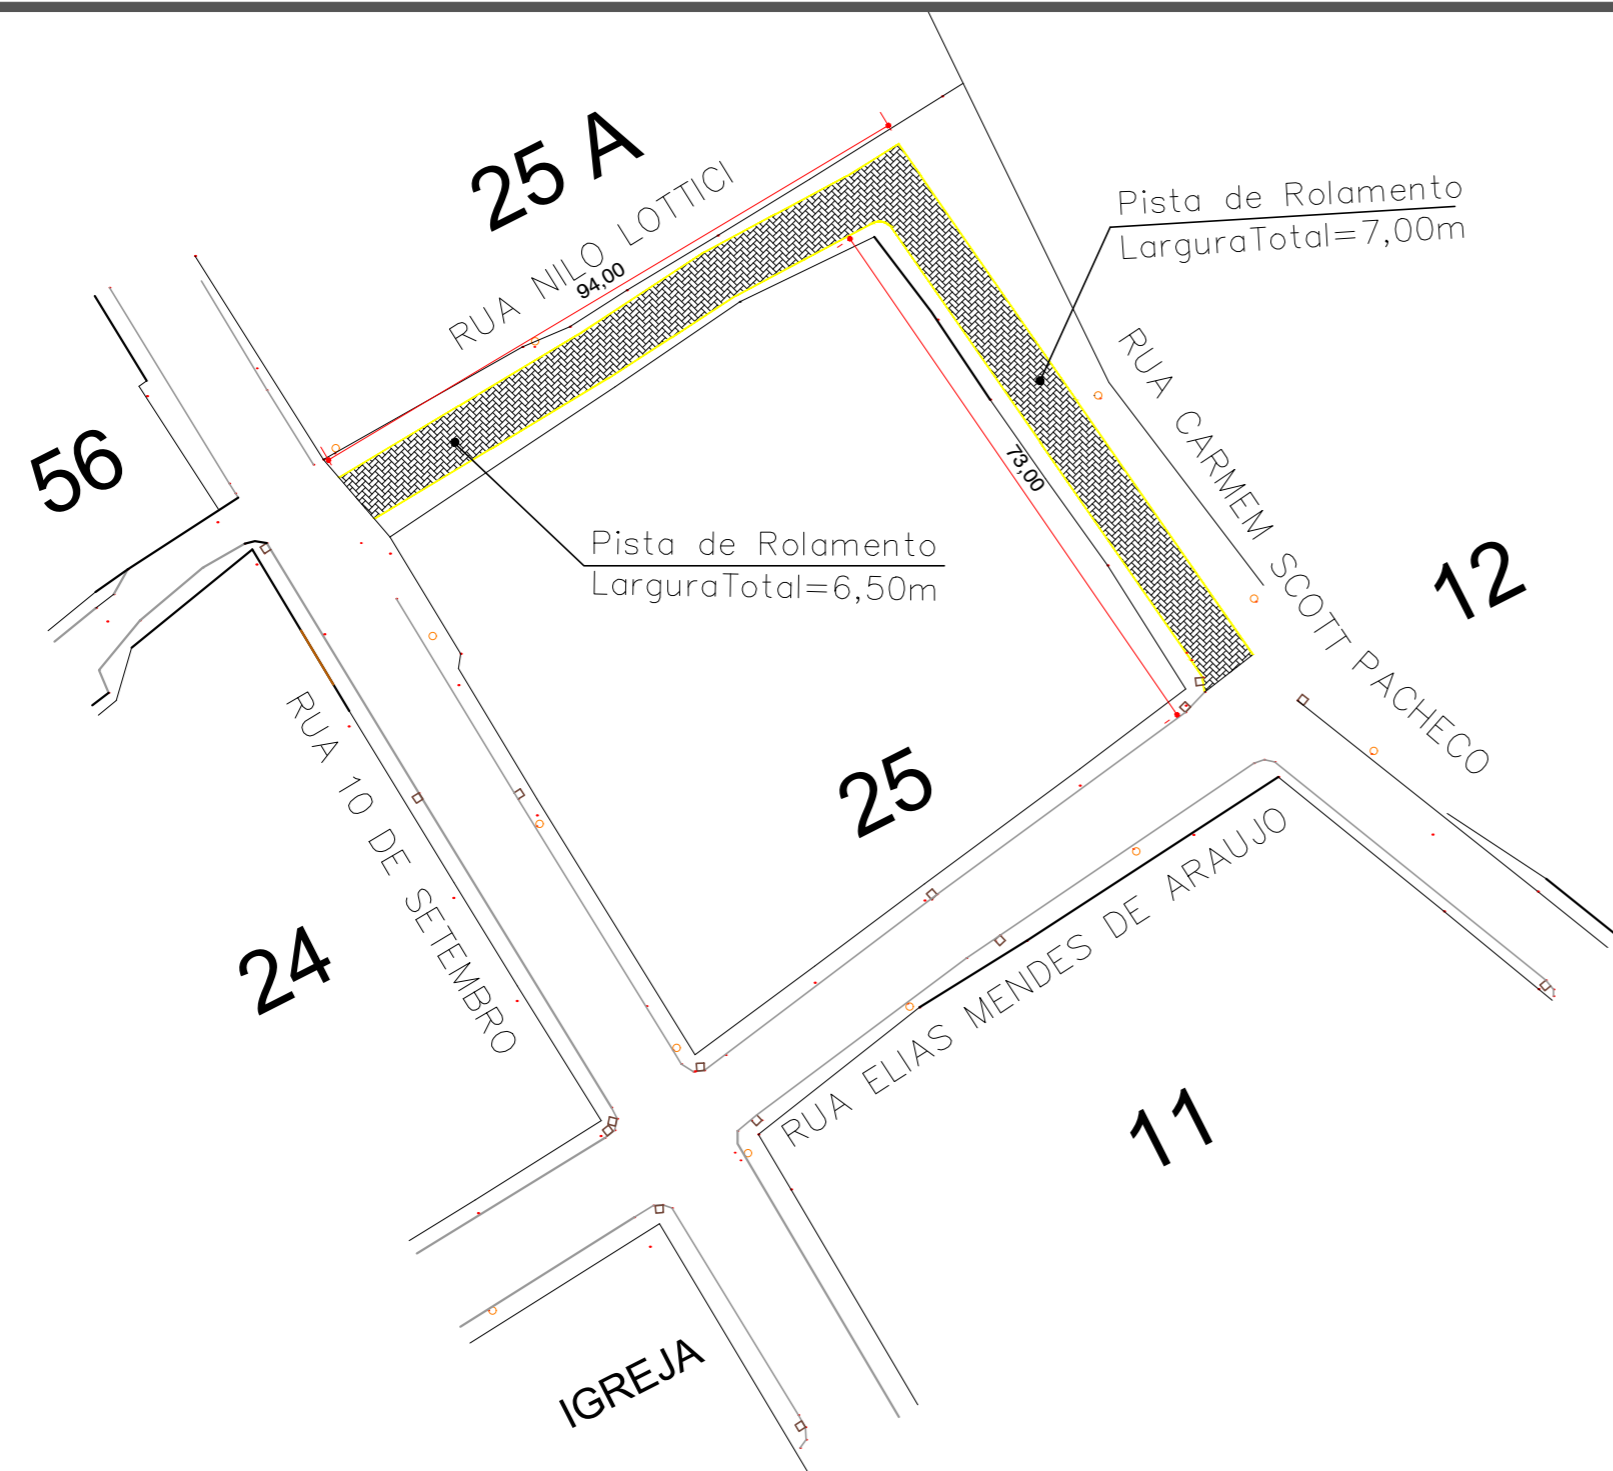 25 A
RUA NILO LOTTICI
94,00
Pista de Rolamento
LarguraTotal=7,00m
RUA CARMEM SCOTT PACHECO
56
73,00
Pista de Rolamento
LarguraTotal=6,50m
12
RUA 10 DE SETEMBRO
25
24
RUA ELIAS MENDES DE ARAUJO
11
IGREJA